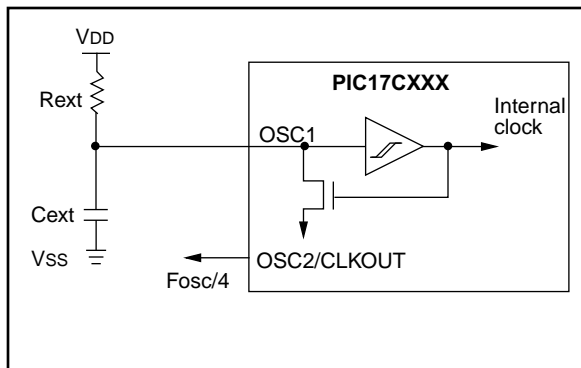 VDD
Rext
Cext
VSS
PIC17CXXX
OSC1
Internal
clock
Fosc/4
OSC2/CLKOUT